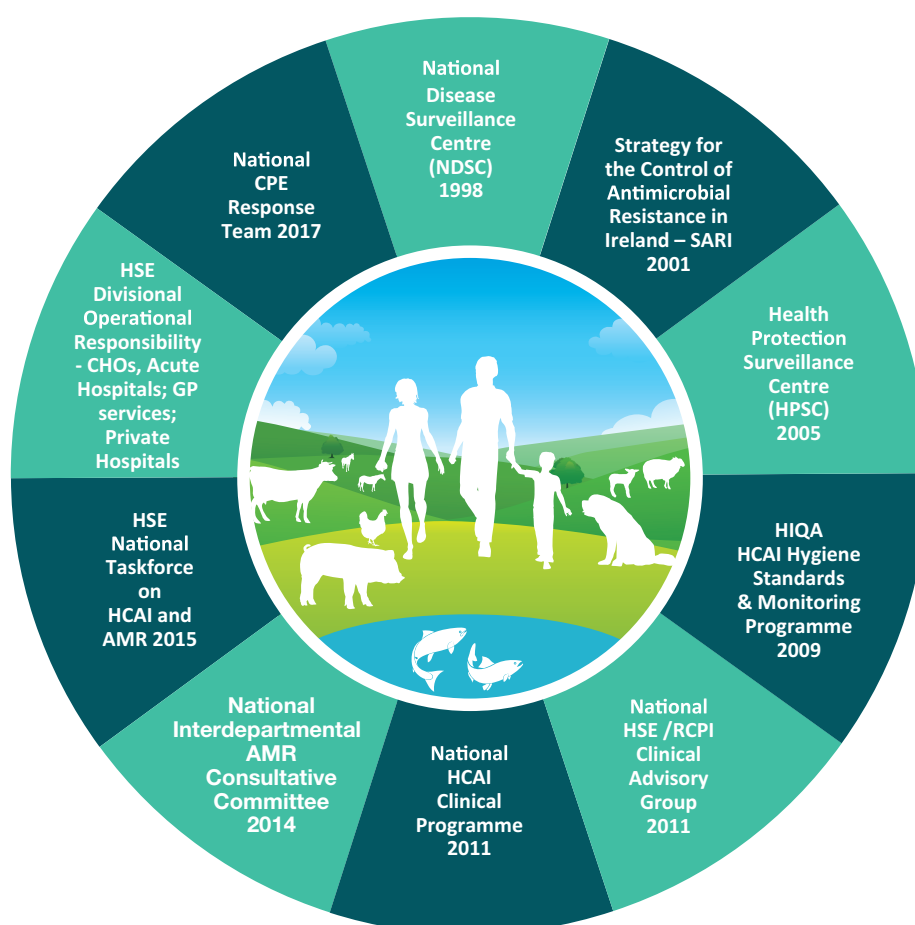 National
Disease
Surveillance
Centre
(NDSC)
1998
Strategy for
the Control of
Antimicrobial
Resistance in
Ireland – SARI
2001
Health
Protection
Surveillance
Centre
(HPSC)
2005
HIQA
HCAI Hygiene
Standards
& Monitoring
Programme
2009
National
HSE /RCPI
Clinical
Advisory
Group
2011
National
HCAI
Clinical
Programme
2011
National
Interdepartmental
AMR
Consultative
Committee
2014
HSE
National
Taskforce
on
HCAI and
AMR 2015
HSE
Divisional
Operational
Responsibility
- CHOs, Acute
Hospitals; GP
services;
Private
Hospitals
National
CPE
Response
Team 2017